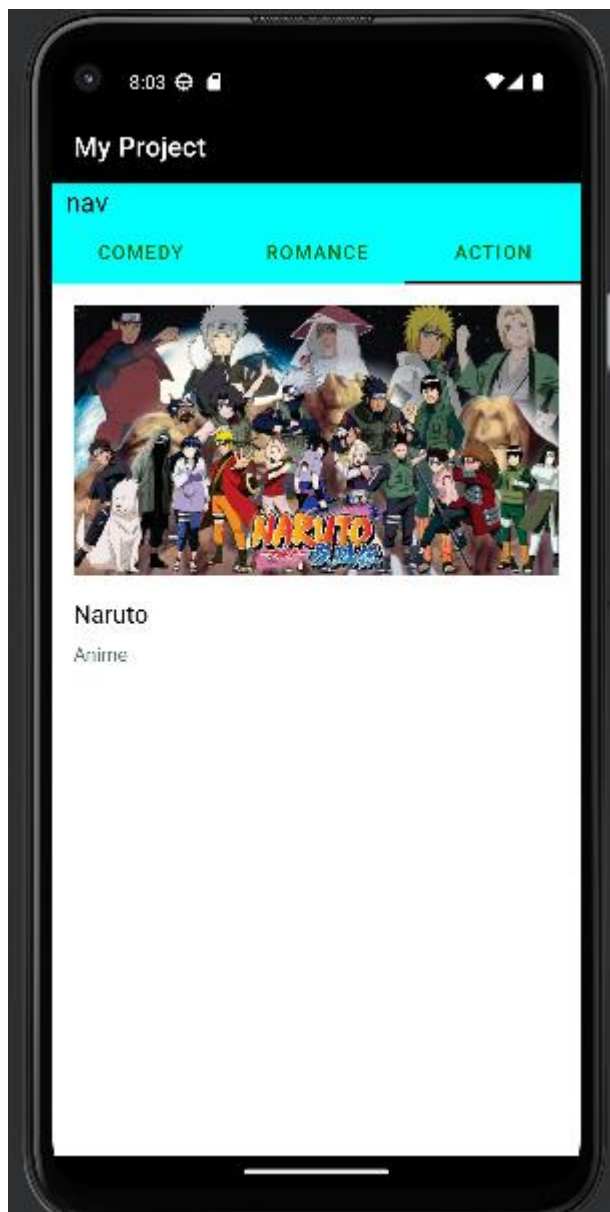 8:03
My Project
nav
COMEDY ROMANCE ACTION
NARUTO
Naruto
Anime